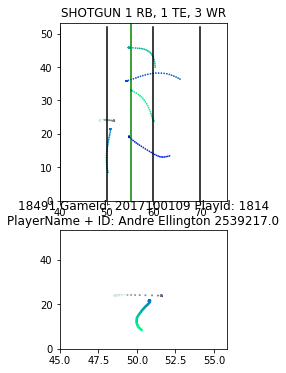 SHOTGUN 1 RB, 1 TE, 3 WR
50
40
30
20
10
0
40 50 60 70
18491 GameId: 2017100109 PlayId: 1814
PlayerName + ID: Andre Ellington 2539217.0
40
20
0
45.0 47.5 50.0 52.5 55.0